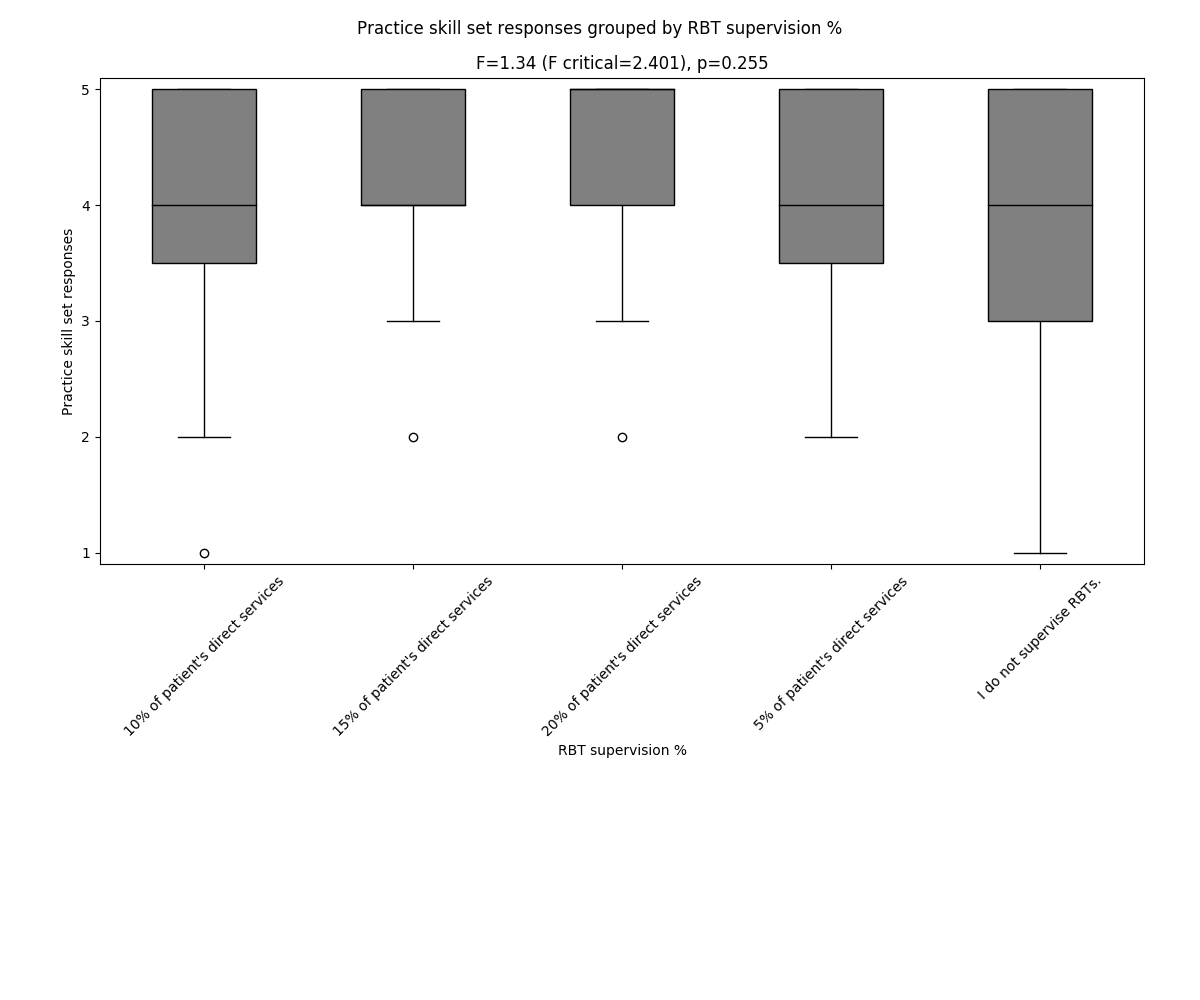 Practice skill set responses grouped by RBT supervision %
F=1.34 (F critical=2.401), p=0.255
Practice skill set responses
5
4
3
2
1
10% of patient's direct services
15% of patient's direct services
20% of patient's direct services
5% of patient's direct services
I do not supervise RBTs.
RBT supervision %